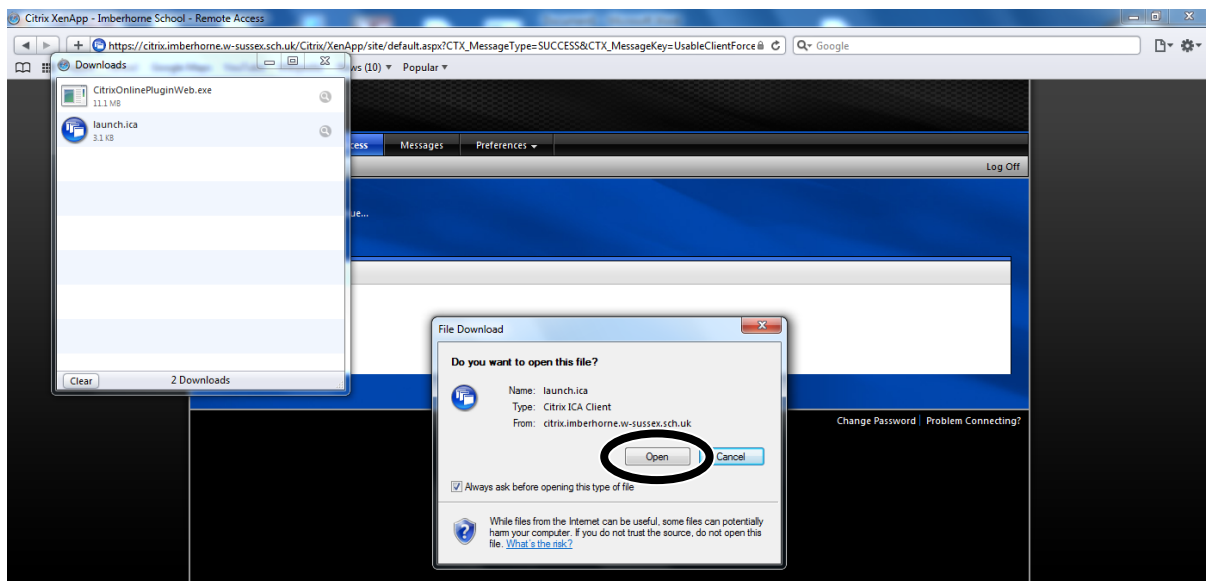 Citrix XenApp - Imberhorne School - Remote Access
https://citrix.imberhorne.w-sussex.sch.uk/Citrix/XenApp/site/default.aspx?CTX_MessageType=SUCCESS&CTX_MessageKey=UsableClientForce
Google
Downloads
ws (10) Popular
CitrixOnlinePluginWeb.exe
11.1 MB
launch.ica
3.1 KB
cess Messages Preferences
Log Off
ue...
File Download
Do you want to open this file?
Name: launch.ica
Type: Citrix ICA Client
From: citrix.imberhorne.w-sussex.sch.uk
Open Cancel
Always ask before opening this type of file
While files from the Internet can be useful, some files can potentially
harm your computer. If you do not trust the source, do not open this
file. What's the risk?
Clear 2 Downloads
Change Password | Problem Connecting?